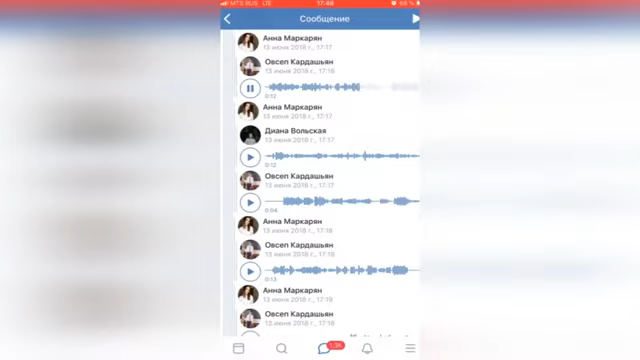 MTS RUS LTE 17:48 66 %
Сообщение
Анна Маркарян
13 июня 2018 г., 17:17
Овсеп Кардашьян
13 июня 2018 г., 17:16
0:12
Анна Маркарян
13 июня 2018 г., 17:17
Диана Вольская
13 июня 2018 г., 17:17
0:12
Овсеп Кардашьян
13 июня 2018 г., 17:17
0:04
Анна Маркарян
13 июня 2018 г., 17:18
Овсеп Кардашьян
13 июня 2018 г., 17:18
0:13
Анна Маркарян
13 июня 2018 г., 17:19
Овсеп Кардашьян
13 июня 2018 г., 17:18
1,3K